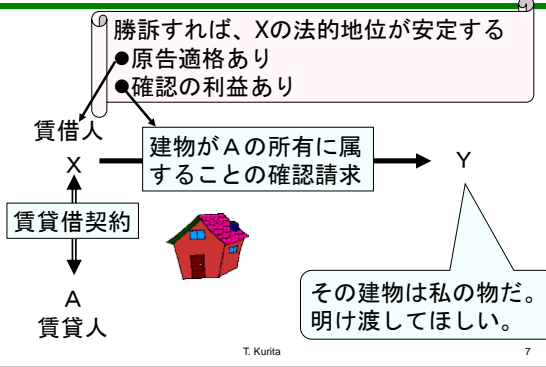 勝訴すれば、Xの法的地位が安定する
●原告適格あり
●確認の利益あり
賃借人
X
建物がAの所有に属
することの確認請求
Y
賃貸借契約
A
賃貸人
その建物は私の物だ。
明け渡してほしい。
T. Kurita
7